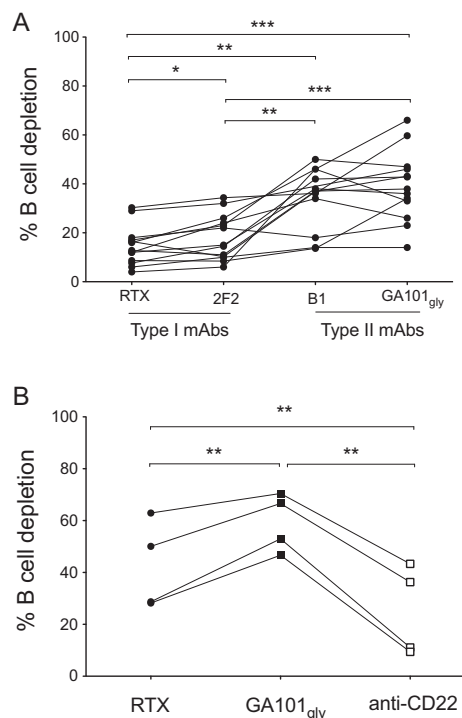 A
% B cell depletion
100
80
60
40
20
0
***
**
*
***
**
RTX 2F2 B1 GA101gly
Type I mAbs Type II mAbs
B
% B cell depletion
100
80
60
40
20
0
**
** **
RTX GA101gly anti-CD22